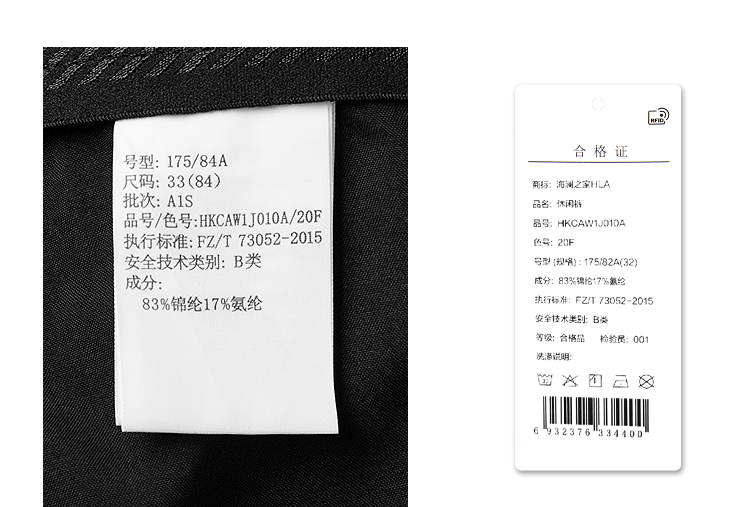 号型: 175/84A
尺码: 33(84)
批次: A1S
品号/色号:HKCAW1J010A/20F
执行标准:FZ/T 73052-2015
安全技术类别: B类
成分:
83%锦纶17%氨纶
RFID
合格证
商标: 海澜之家HLA
品名: 休闲裤
品号: HKCAW1J010A
色号: 20F
号型(规格): 175/82A(32)
成分: 83%锦纶17%氨纶
执行标准: FZ/T 73052-2015
安全技术类别: B类
等级: 合格品 检验员: 001
洗涤说明:
6 932376 334400